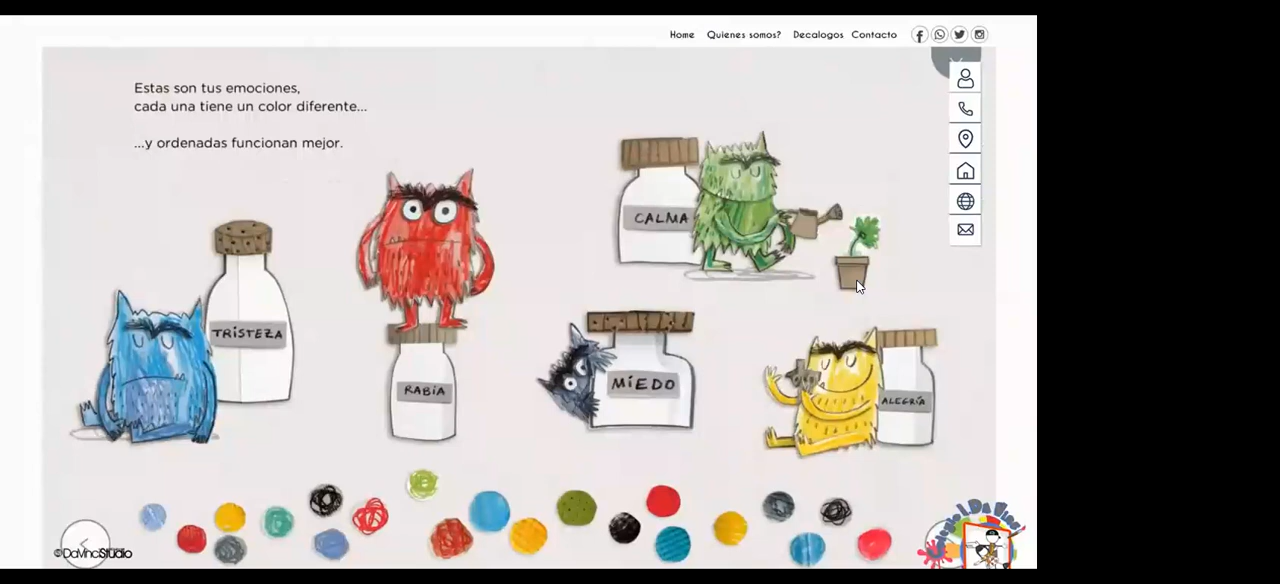 Home Quienes somos? Decalogos Contacto
Estas son tus emociones,
cada una tiene un color diferente...
...y ordenadas funcionan mejor.
CALMA
TRISTEZA
RABIA
MIEDO
ALEGRÍA
©DaVinciStudio